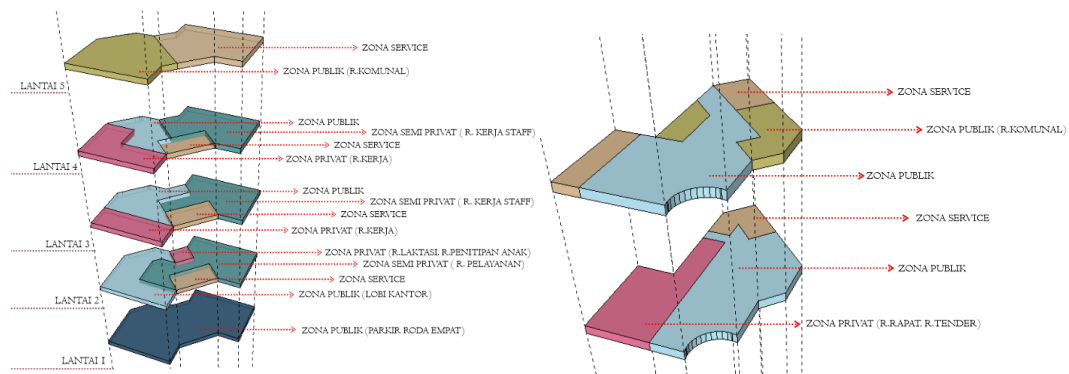 ZONA SERVICE
ZONA PUBLIK (R.KOMUNAL)
LANTAI 5
ZONA PUBLIK
ZONA SEMI PRIVAT ( R. KERJA STAFF)
ZONA SERVICE
ZONA PRIVAT (R.KERJA)
LANTAI 4
ZONA PUBLIK
ZONA SEMI PRIVAT ( R. KERJA STAFF)
ZONA SERVICE
ZONA PRIVAT (R.KERJA)
LANTAI 3
ZONA PRIVAT (R.LAKTASI, R.PENITIPAN ANAK)
ZONA SEMI PRIVAT ( R. PELAYANAN)
ZONA SERVICE
ZONA PUBLIK (LOBI KANTOR)
LANTAI 2
ZONA PUBLIK (PARKIR RODA EMPAT)
LANTAI 1
ZONA SERVICE
ZONA PUBLIK (R.KOMUNAL)
ZONA PUBLIK
ZONA SERVICE
ZONA PUBLIK
ZONA PRIVAT (R.RAPAT. R.TENDER)